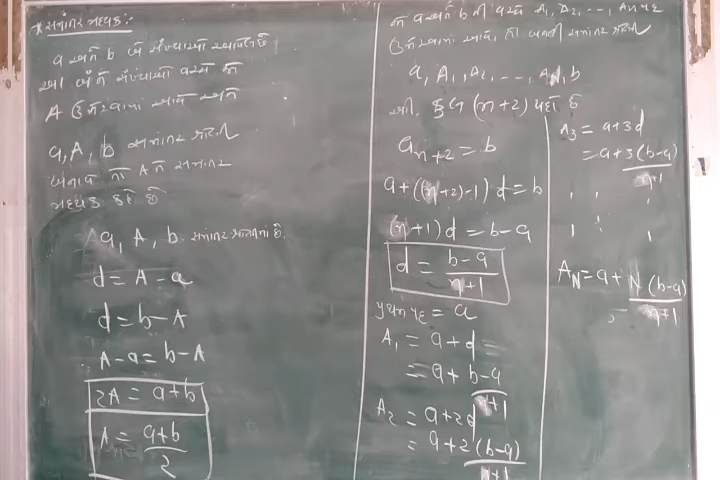 * સમાંતર મધ્યક :-
a અને b બે સંખ્યાઓ આપેલ છે.
આ બંને સંખ્યાઓ વચ્ચે જો
A ઉમેરવામાં આવે અને
a, A, b સમાંતર શ્રેણી
બનાવે તો A ને સમાંતર
મધ્યક કહે છે
a, A, b સમાંતર શ્રેણીમાં છે.
d = A - a
d = b - A
A - a = b - A
2A = a + b
A = (a+b)/2
જો a અને b ની વચ્ચે A₁, A₂, ..., Aₙ પદ
ઉમેરવામાં આવે, તો બનતી સમાંતર શ્રેણી
a, A₁, A₂, ..., Aₙ, b
કુલ (n+2) પદો છે
aₙ₊₂ = b
a + ((n+2)-1) d = b
(n+1) d = b - a
d = (b-a)/(n+1)
પ્રથમ પદ = a
A₁ = a + d
= a + (b-a)/(n+1)
A₂ = a + 2d
= a + 2(b-a)/(n+1)
A₃ = a + 3d
= a + 3(b-a)/(n+1)
A_N = a + N(b-a)/(n+1)